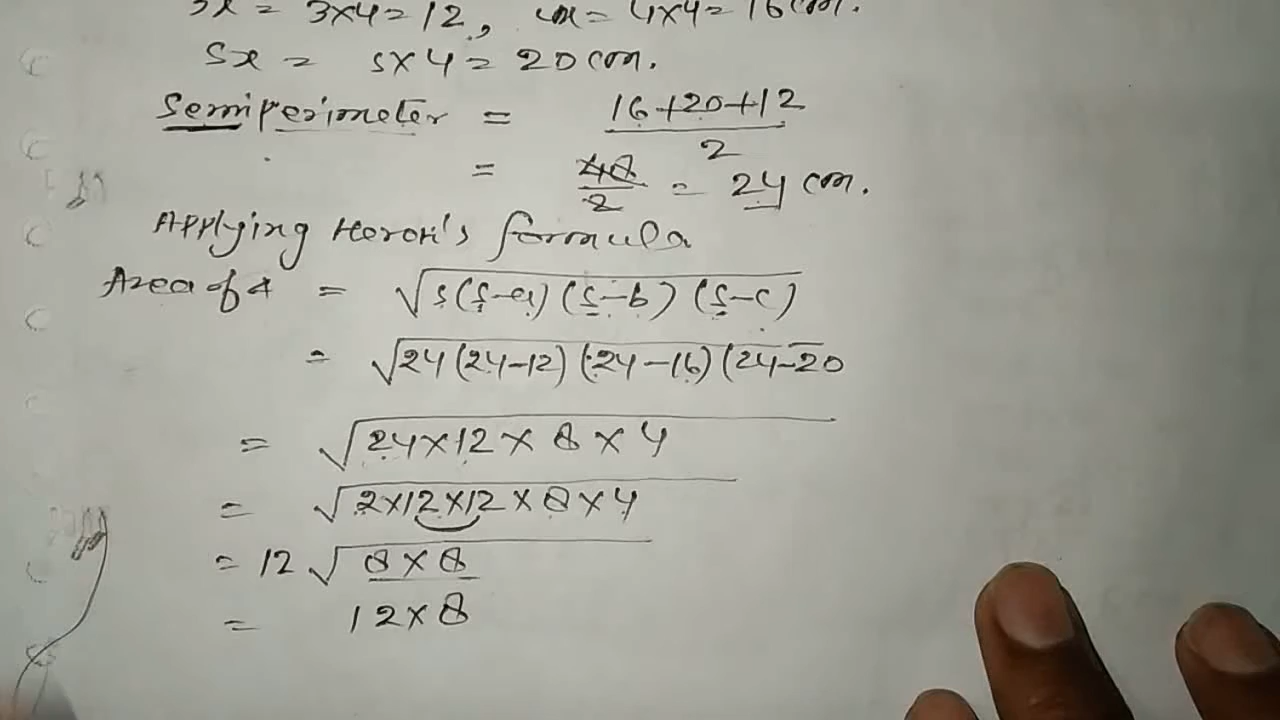 3x = 3×4=12, 4x= 4×4= 16 cm.
5x = 5×4= 20 cm.
Semiperimeter = 16+20+12
2
= 48
2 = 24 cm.
Applying Heron's formula
Area of Δ = √s(s-a)(s-b)(s-c)
= √24(24-12)(24-16)(24-20
= √24×12×8×4
= √2×12×12×8×4
= 12√8×8
= 12×8